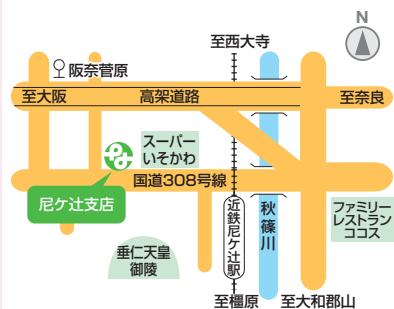 N
至西大寺
阪奈菅原
至大阪
高架道路
至奈良
スーパー
いそかわ
国道308号線
尼ケ辻支店
近鉄尼ケ辻駅
秋篠川
ファミリー
レストラン
ココス
垂仁天皇
御陵
至橿原
至大和郡山